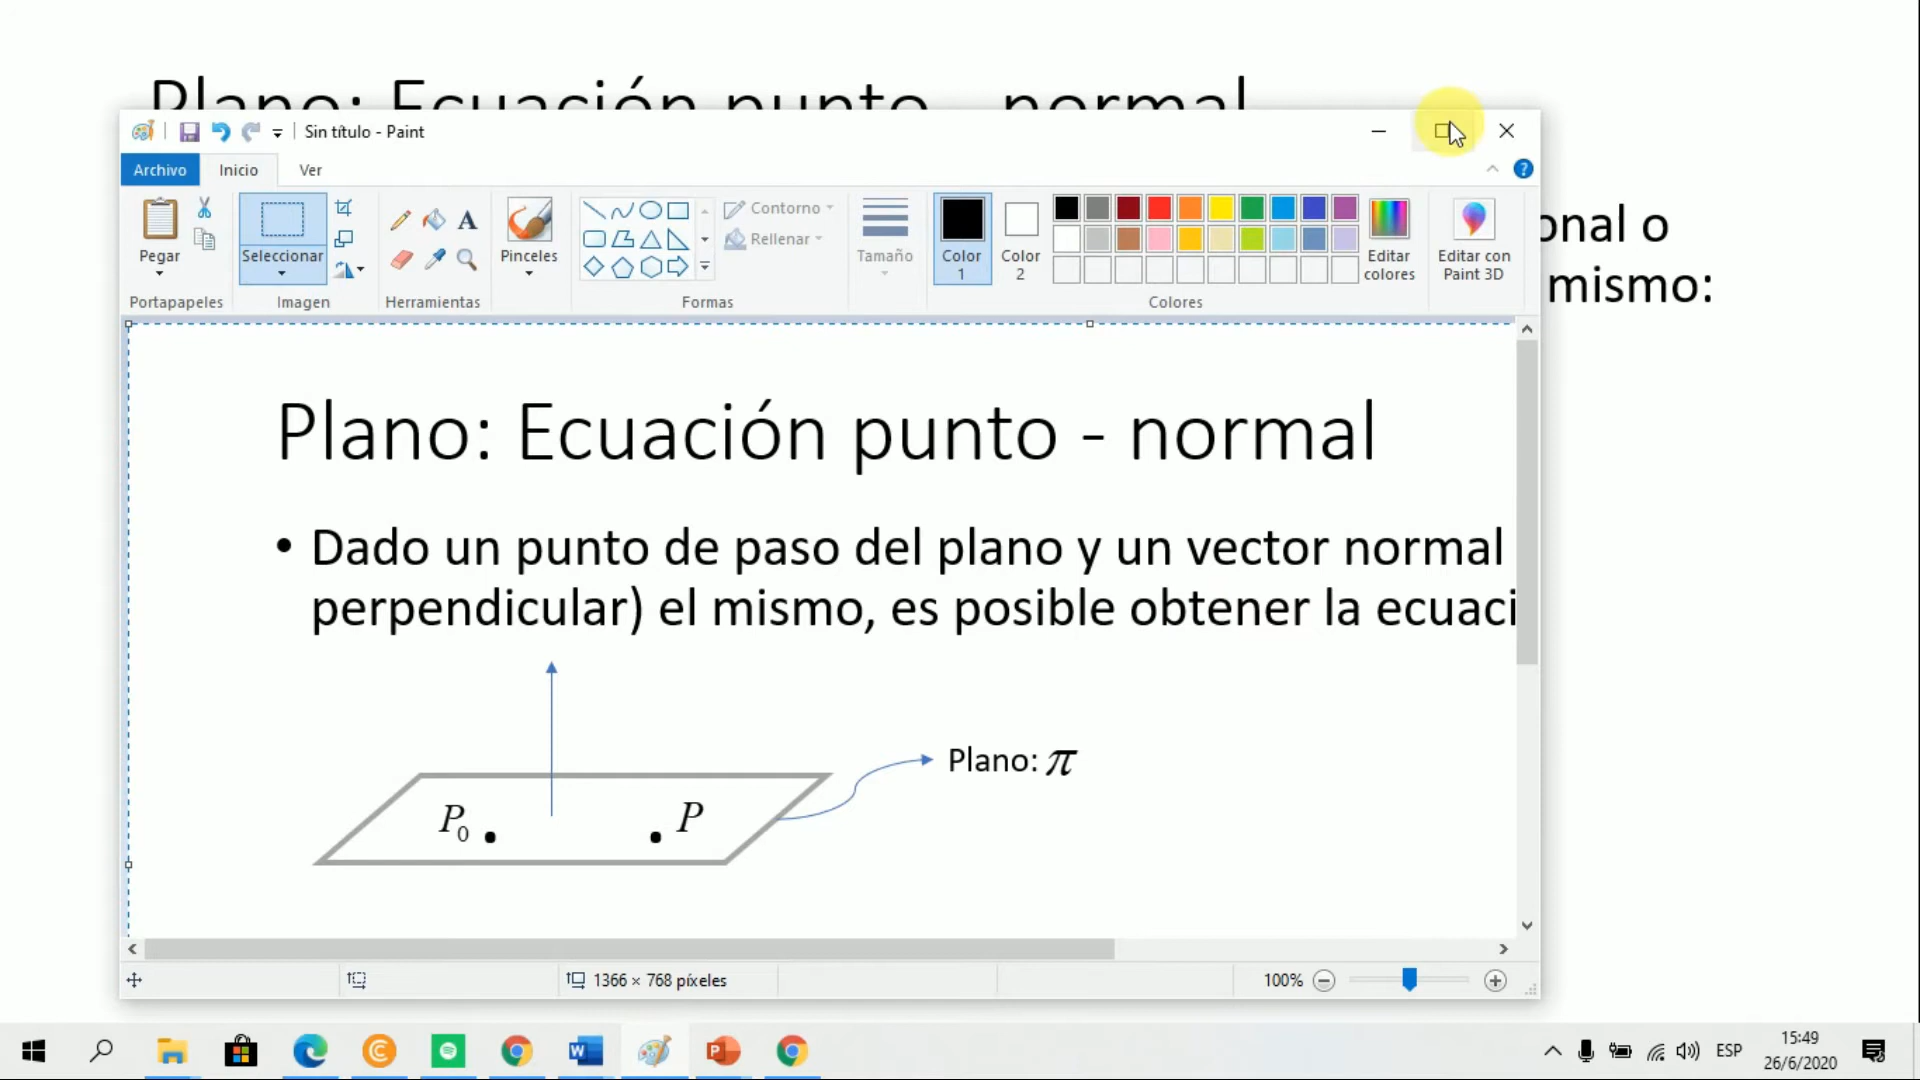 Plano: Ecuación punto - normal
Sin título - Paint
Archivo
Inicio
Ver
onal o
mismo:
Pegar
Seleccionar
Pinceles
Contorno
Rellenar
Tamaño
Color
1
Color
2
Editar
colores
Editar con
Paint 3D
Portapapeles
Imagen
Herramientas
Formas
Colores
Plano: Ecuación punto - normal
• Dado un punto de paso del plano y un vector normal
perpendicular) el mismo, es posible obtener la ecuaci
Plano: π
P₀
P
1366 × 768 píxeles
100%
ESP
15:49
26/6/2020